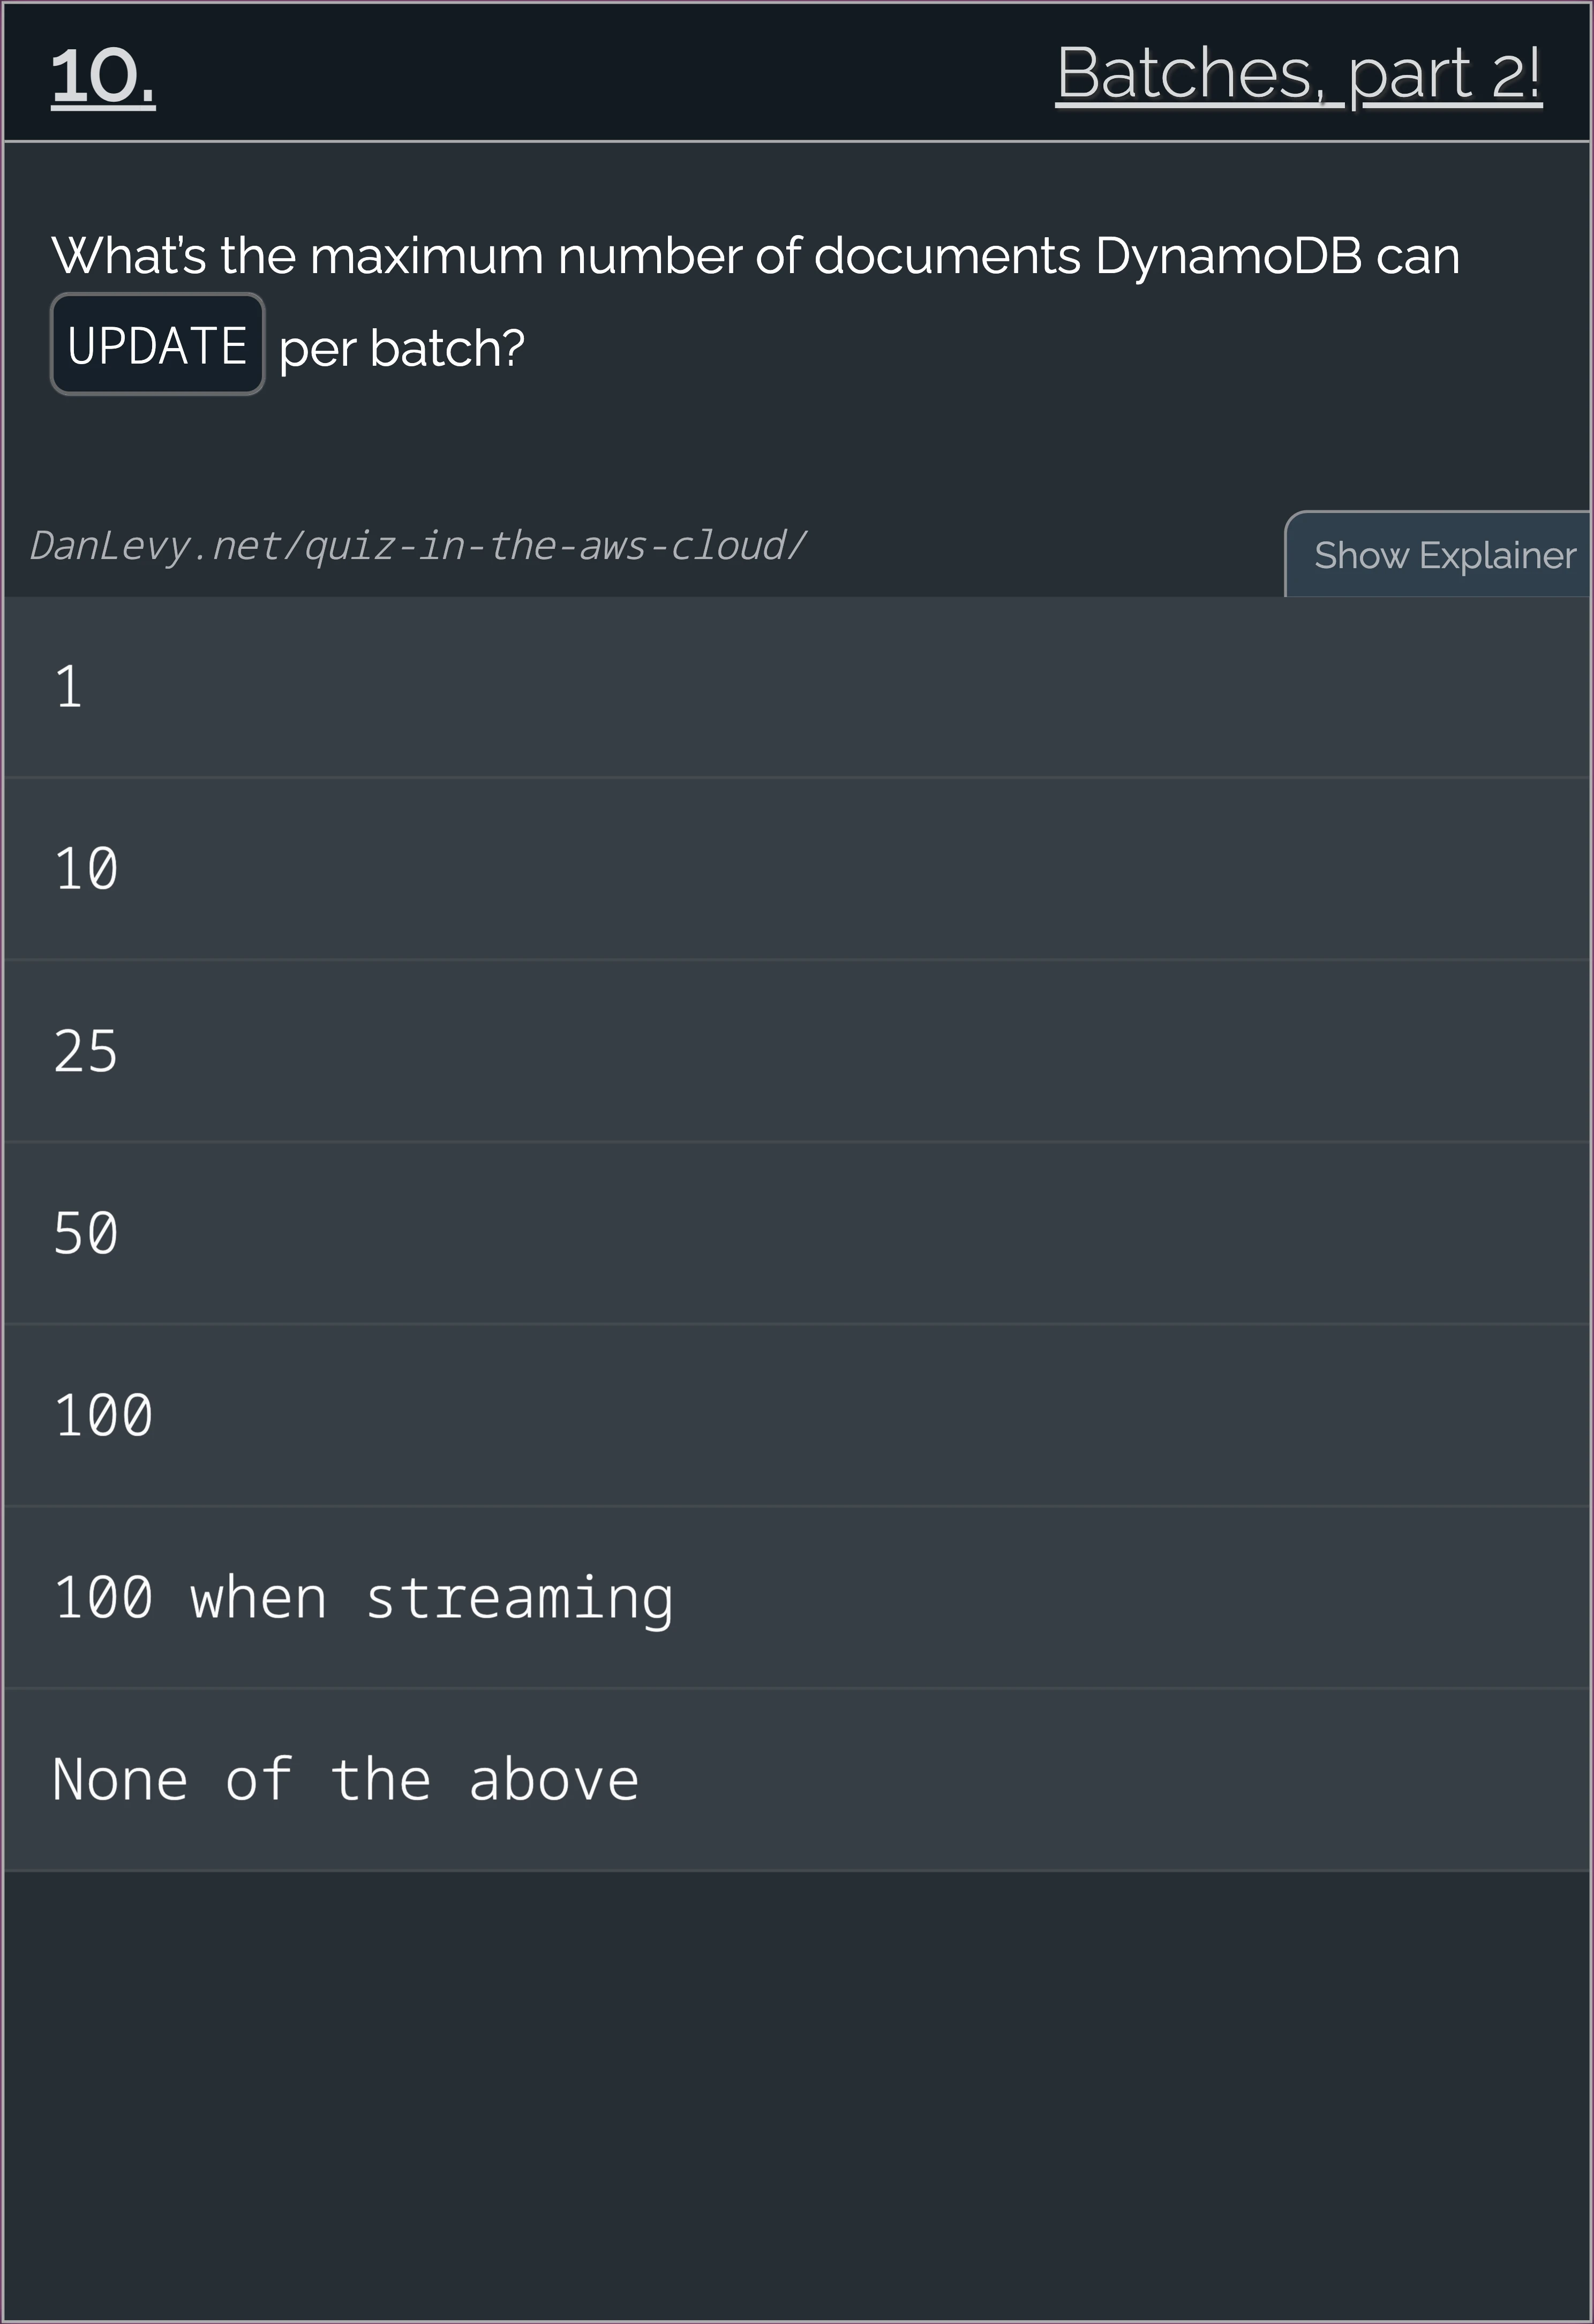 10.
Batches, part 2!
What's the maximum number of documents DynamoDB can
UPDATE per batch?
DanLevy.net/quiz-in-the-aws-cloud/
Show Explainer
1
10
25
50
100
100 when streaming
None of the above